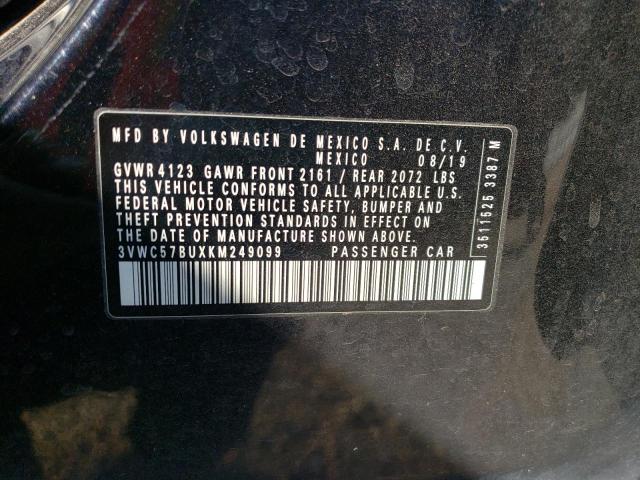 MFD BY VOLKSWAGEN DE MEXICO S.A. DE C.V.
MEXICO 08/19
GVWR 4123 GAWR FRONT 2161 / REAR 2072 LBS
THIS VEHICLE CONFORMS TO ALL APPLICABLE U.S.
FEDERAL MOTOR VEHICLE SAFETY, BUMPER AND
THEFT PREVENTION STANDARDS IN EFFECT ON
THE DATE OF MANUFACTURE SHOWN ABOVE.
3VWC57BUXKM249099 PASSENGER CAR
3511525 3387 M